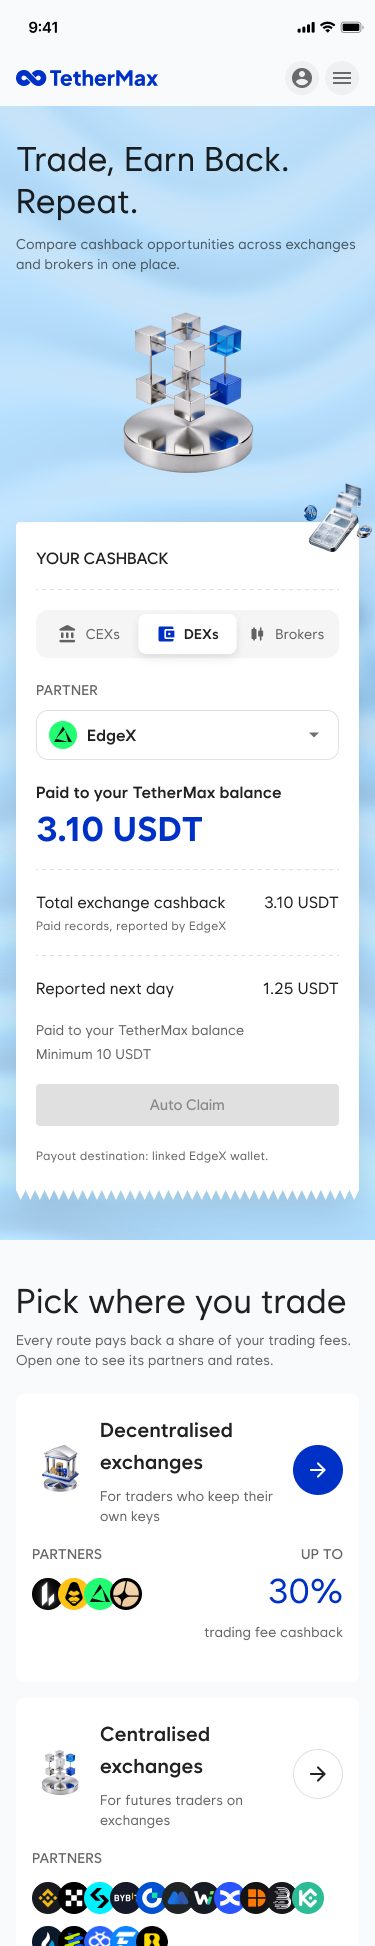 9:41
TetherMax
Trade, Earn Back.
Repeat.
Compare cashback opportunities across exchanges
and brokers in one place.
YOUR CASHBACK
CEXs
DEXs
Brokers
PARTNER
EdgeX
Paid to your TetherMax balance
3.10 USDT
Total exchange cashback
3.10 USDT
Paid records, reported by EdgeX
Reported next day
1.25 USDT
Paid to your TetherMax balance
Minimum 10 USDT
Auto Claim
Payout destination: linked EdgeX wallet.
Pick where you trade
Every route pays back a share of your trading fees.
Open one to see its partners and rates.
Decentralised
exchanges
For traders who keep their
own keys
PARTNERS
UP TO
30%
trading fee cashback
Centralised
exchanges
For futures traders on
exchanges
PARTNERS
BYBIT